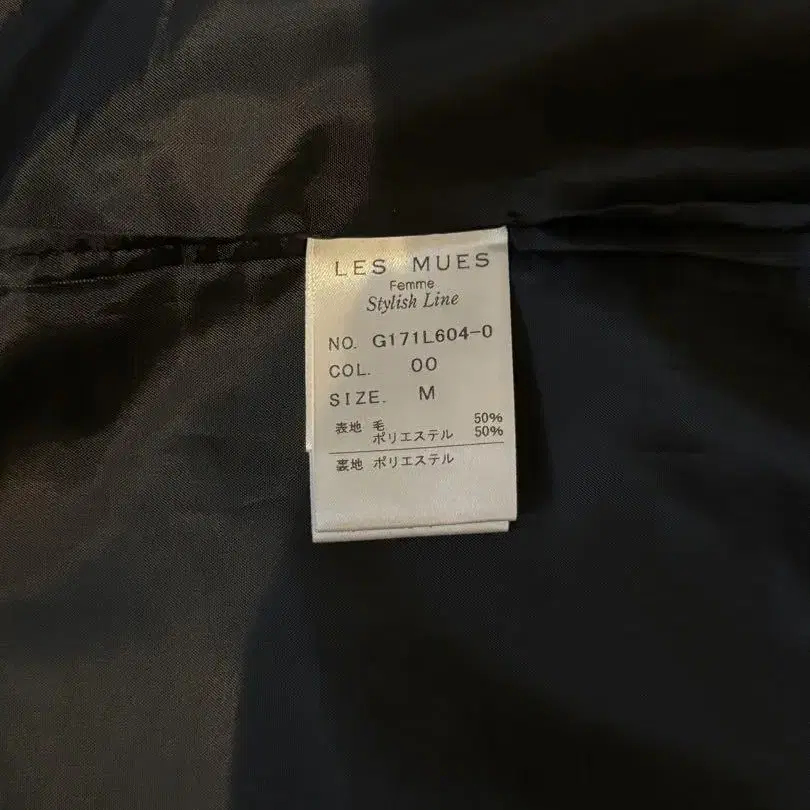 LES MUES
Femme
Stylish Line
NO. G171L604-0
COL. 00
SIZE. M
表地 毛 50%
ポリエステル 50%
裏地 ポリエステル